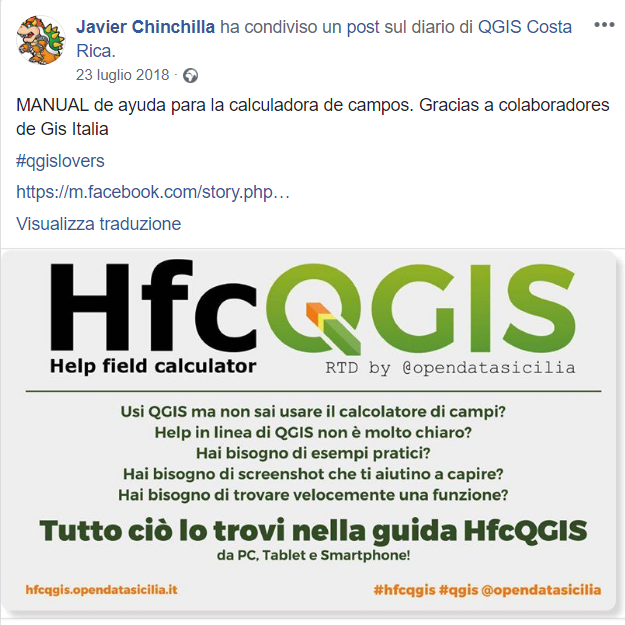 Javier Chinchilla ha condiviso un post sul diario di QGIS Costa
Rica.
23 luglio 2018 ·
MANUAL de ayuda para la calculadora de campos. Gracias a colaboradores
de Gis Italia
#qgislovers
https://m.facebook.com/story.php…
Visualizza traduzione
HfcQGIS
Help field calculator
RTD by @opendatasicilia
Usi QGIS ma non sai usare il calcolatore di campi?
Help in linea di QGIS non è molto chiaro?
Hai bisogno di esempi pratici?
Hai bisogno di screenshot che ti aiutino a capire?
Hai bisogno di trovare velocemente una funzione?
Tutto ciò lo trovi nella guida HfcQGIS
da PC, Tablet e Smartphone!
hfcqgis.opendatasicilia.it
#hfcqgis #qgis @opendatasicilia